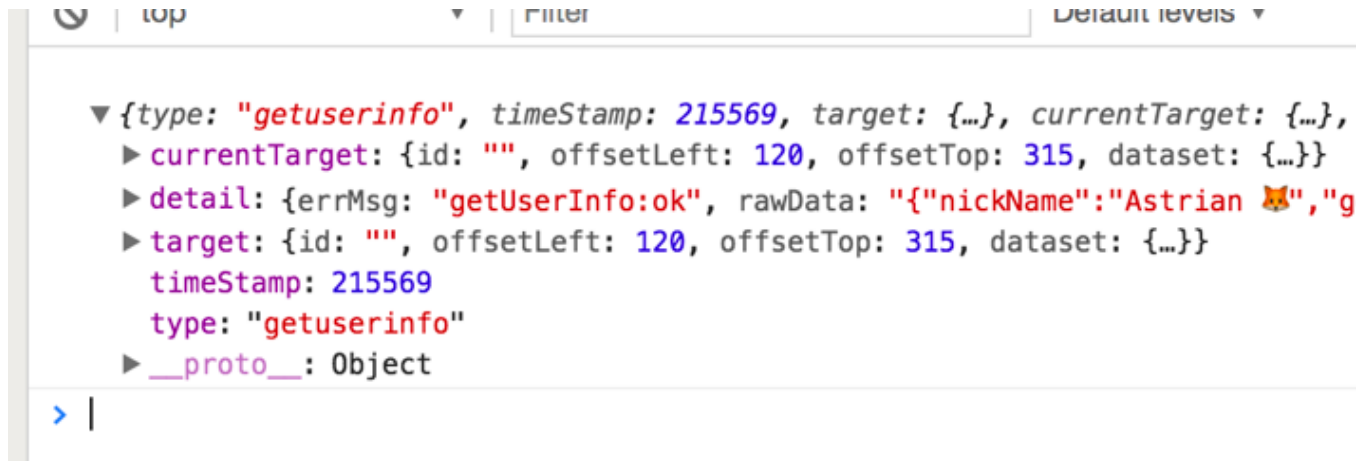 top Filter Default levels
{type: "getuserinfo", timeStamp: 215569, target: {…}, currentTarget: {…},
currentTarget: {id: "", offsetLeft: 120, offsetTop: 315, dataset: {…}}
detail: {errMsg: "getUserInfo:ok", rawData: "{"nickName":"Astrian 🦊","g
target: {id: "", offsetLeft: 120, offsetTop: 315, dataset: {…}}
timeStamp: 215569
type: "getuserinfo"
__proto__: Object
>